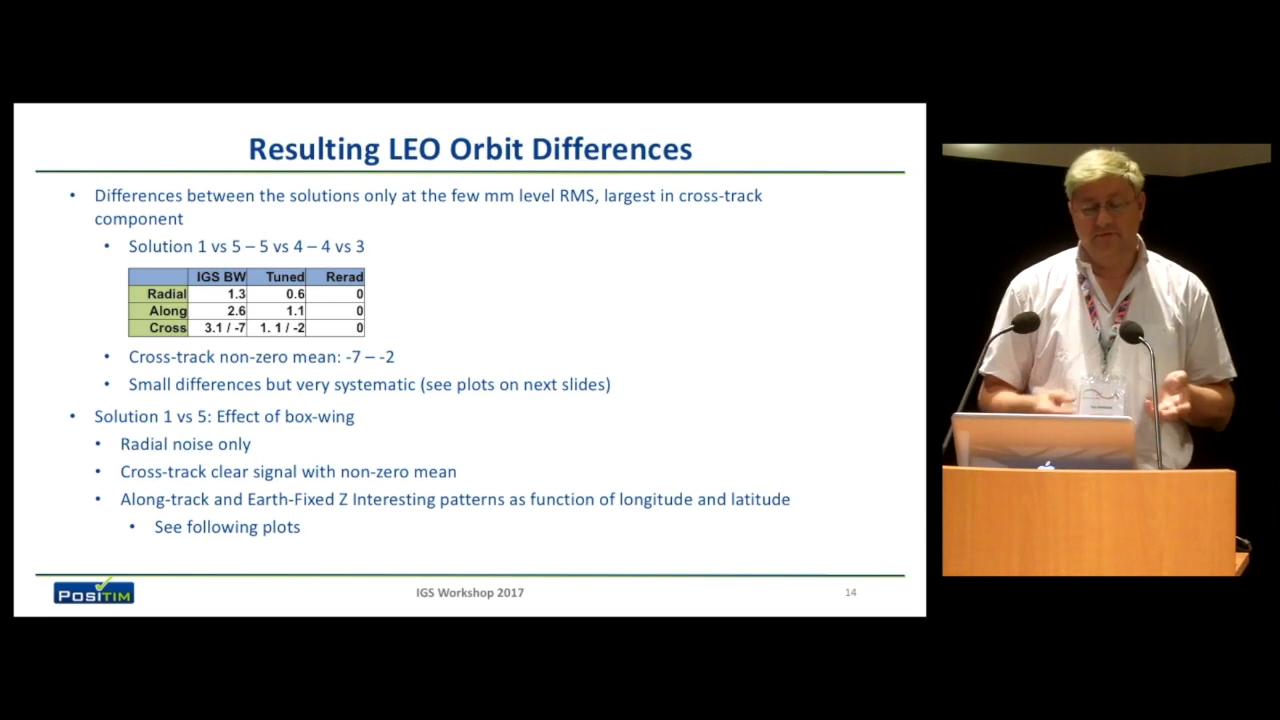 Resulting LEO Orbit Differences
• Differences between the solutions only at the few mm level RMS, largest in cross-track
component
• Solution 1 vs 5 – 5 vs 4 – 4 vs 3
IGS BW Tuned Rerad
Radial 1.3 0.6 0
Along 2.6 1.1 0
Cross 3.1 / -7 1. 1 / -2 0
• Cross-track non-zero mean: -7 – -2
• Small differences but very systematic (see plots on next slides)
• Solution 1 vs 5: Effect of box-wing
• Radial noise only
• Cross-track clear signal with non-zero mean
• Along-track and Earth-Fixed Z Interesting patterns as function of longitude and latitude
• See following plots
POSITIM
IGS Workshop 2017
14